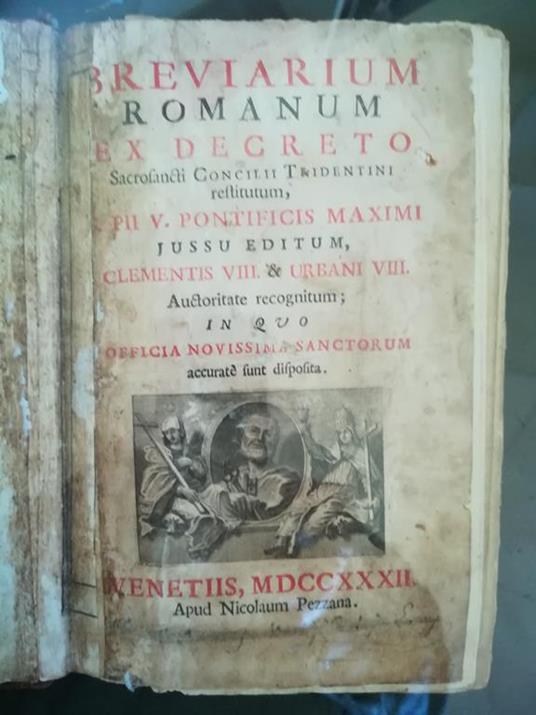 BREVIARIUM
ROMANUM
EX DECRETO
Sacrosancti CONCILII TRIDENTINI
restitutum,
PII V. PONTIFICIS MAXIMI
JUSSU EDITUM,
CLEMENTIS VIII. & URBANI VIII.
Auctoritate recognitum;
IN QVO
OFFICIA NOVISSIMA SANCTORUM
accuratè sunt disposita.
VENETIIS, MDCCXXXII.
Apud Nicolaum Pezzana.